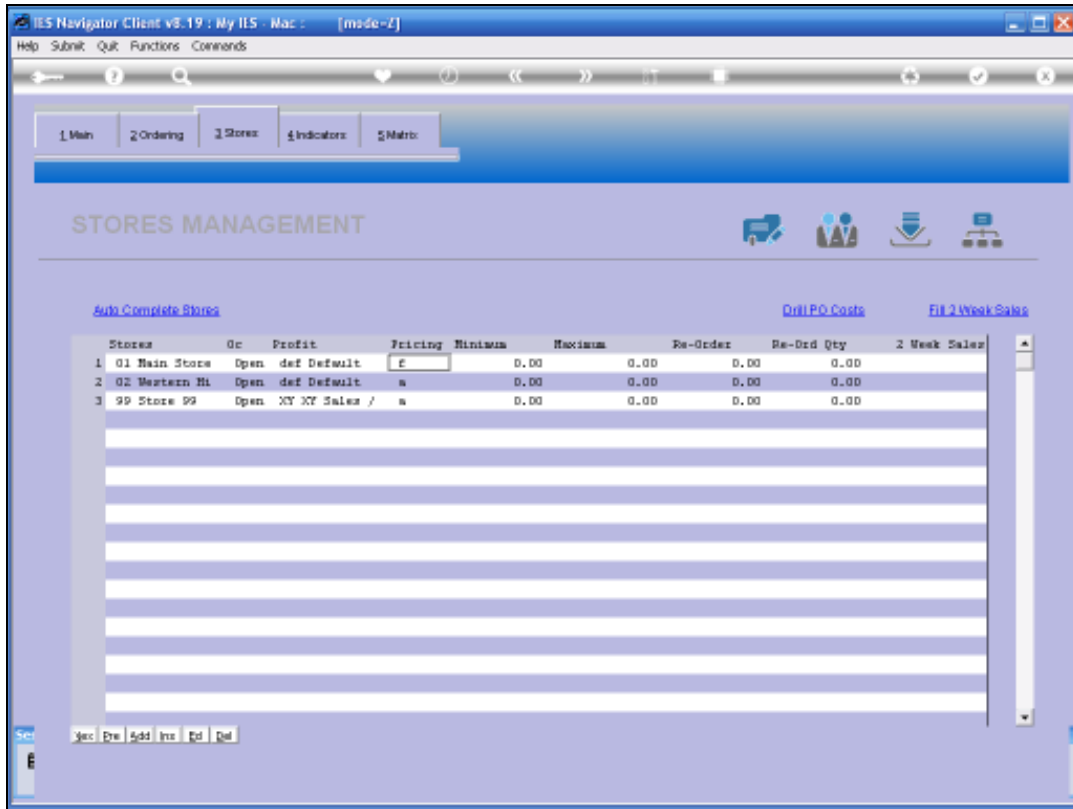 IES Navigator Client v8.19 : My IES - Mac : [mode=Z]
Help Submit Quit Functions Commands
1 Main 2 Ordering 3 Stores 4 Indicators 5 Matrix
STORES MANAGEMENT
Auto Complete Stores Drill PO Costs Fill 2 Week Sales
Stores Oc Profit Pricing Minimum Maximum Re-Order Re-Ord Qty 2 Week Sales
1 01 Main Store Open def Default f 0.00 0.00 0.00 0.00
2 02 Western Mi Open def Default m 0.00 0.00 0.00 0.00
3 99 Store 99 Open XY XY Sales / m 0.00 0.00 0.00 0.00
Nex Pre Add Ins Ed Del